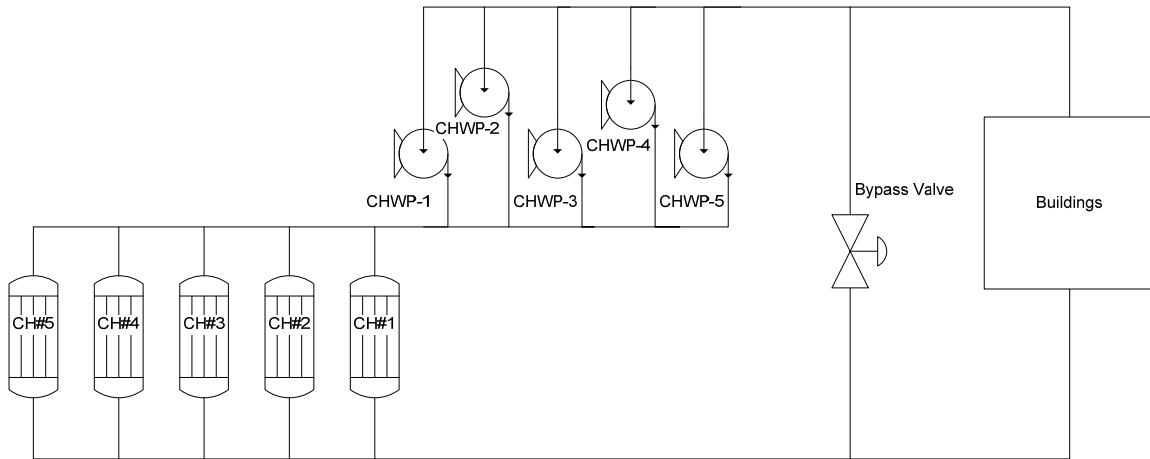 CHWP-2
CHWP-4
CHWP-1
CHWP-3
CHWP-5
Bypass Valve
Buildings
CH#5
CH#4
CH#3
CH#2
CH#1